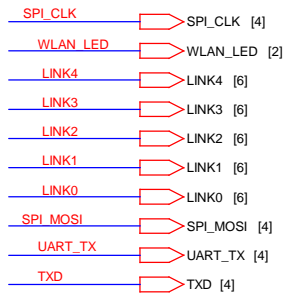 SPI_CLK SPI_CLK [4]
WLAN_LED WLAN_LED [2]
LINK4 LINK4 [6]
LINK3 LINK3 [6]
LINK2 LINK2 [6]
LINK1 LINK1 [6]
LINK0 LINK0 [6]
SPI_MOSI SPI_MOSI [4]
UART_TX UART_TX [4]
TXD TXD [4]